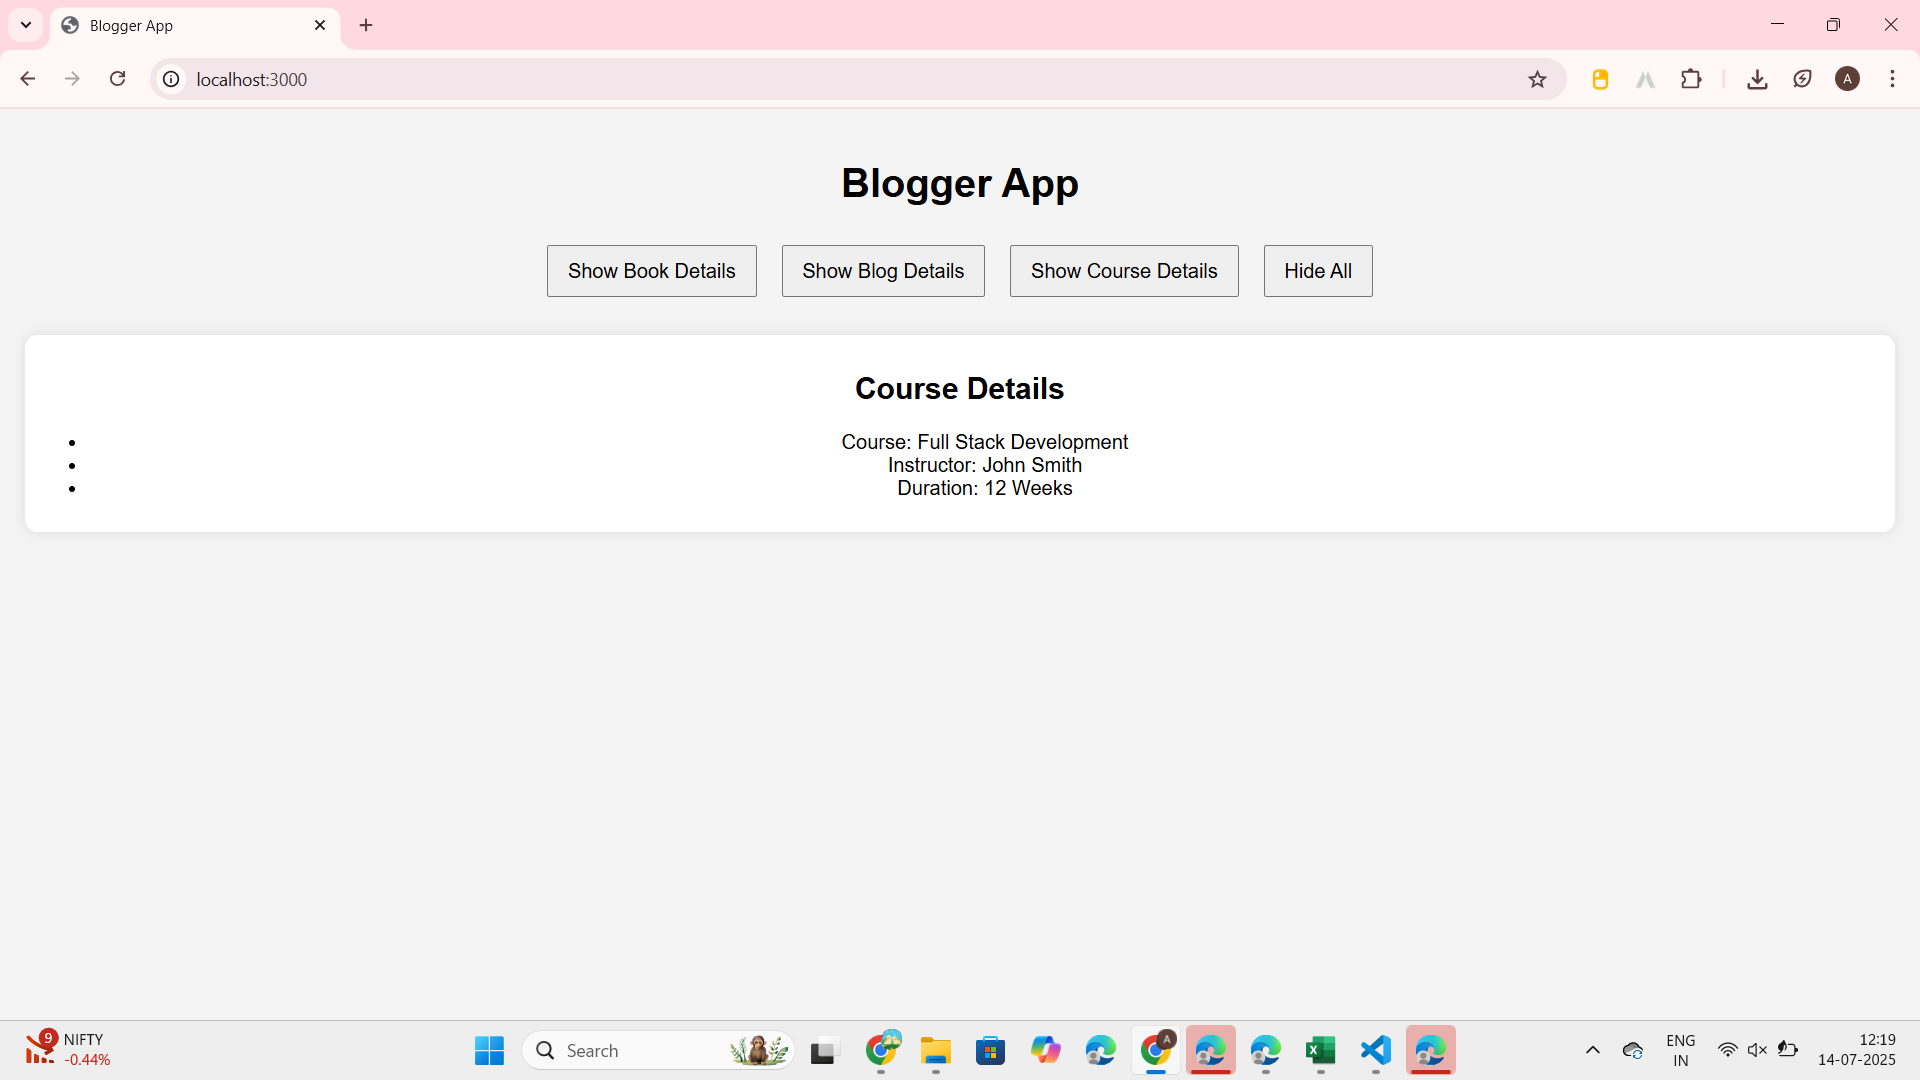 Blogger App
localhost:3000
A
Blogger App
Show Book Details
Show Blog Details
Show Course Details
Hide All
Course Details
• Course: Full Stack Development
• Instructor: John Smith
• Duration: 12 Weeks
9
NIFTY
-0.44%
Search
A
ENG
IN
12:19
14-07-2025